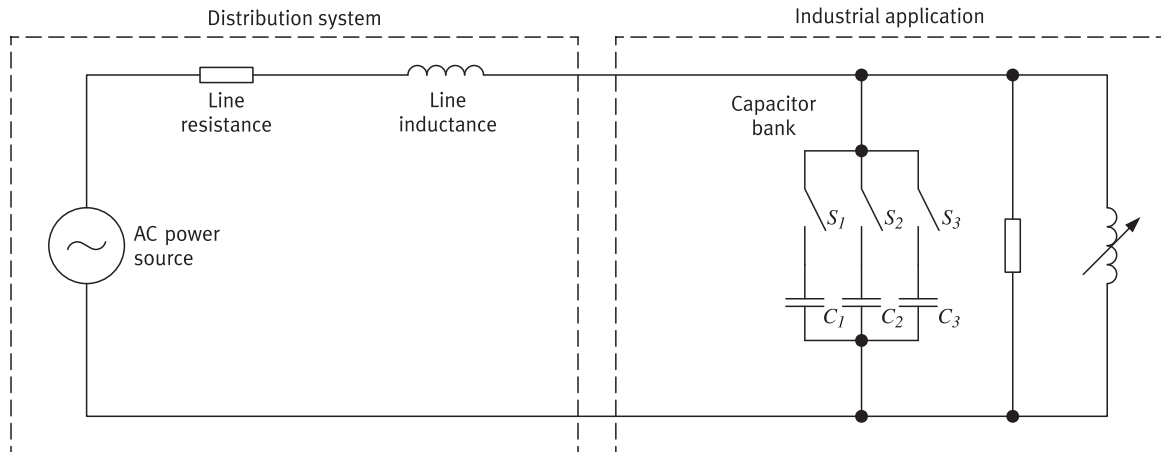 Distribution system
Industrial application
Line
resistance
Line
inductance
Capacitor
bank
AC power
source
S1
S2
S3
C1
C2
C3